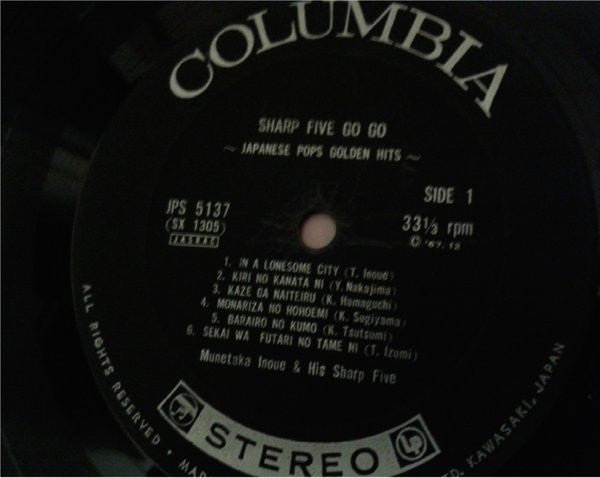 COLUMBIA
SHARP FIVE GO GO
~ JAPANESE POPS GOLDEN HITS ~
SIDE 1
JPS 5137
(SX 1305)
JASRAC
33⅓ rpm
© '67. 12
1. IN A LONESOME CITY (T. Inoue)
2. KIRI NO KANATA NI (Y. Nakajima)
3. KAZE GA NAITEIRU (K. Hamaguchi)
4. MONARIZA NO HOHOEMI (K. Sugiyama)
5. BARAIRO NO KUMO (K. Tsutsumi)
6. SEKAI WA FUTARI NO TAME NI (T. Izumi)
Munetaka Inoue & His Sharp Five
STEREO
LP
ALL RIGHTS RESERVED •
KAWASAKI, JAPAN